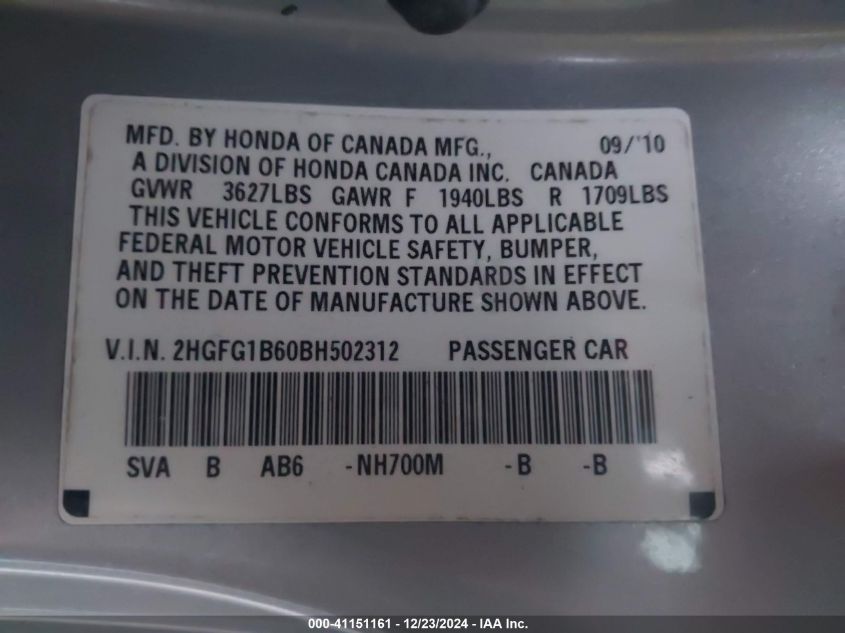 MFD. BY HONDA OF CANADA MFG., 09/'10
A DIVISION OF HONDA CANADA INC. CANADA
GVWR 3627LBS GAWR F 1940LBS R 1709LBS
THIS VEHICLE CONFORMS TO ALL APPLICABLE
FEDERAL MOTOR VEHICLE SAFETY, BUMPER,
AND THEFT PREVENTION STANDARDS IN EFFECT
ON THE DATE OF MANUFACTURE SHOWN ABOVE.
V.I.N. 2HGFG1B60BH502312 PASSENGER CAR
SVA B AB6 -NH700M -B -B
000-41151161 - 12/23/2024 - IAA Inc.